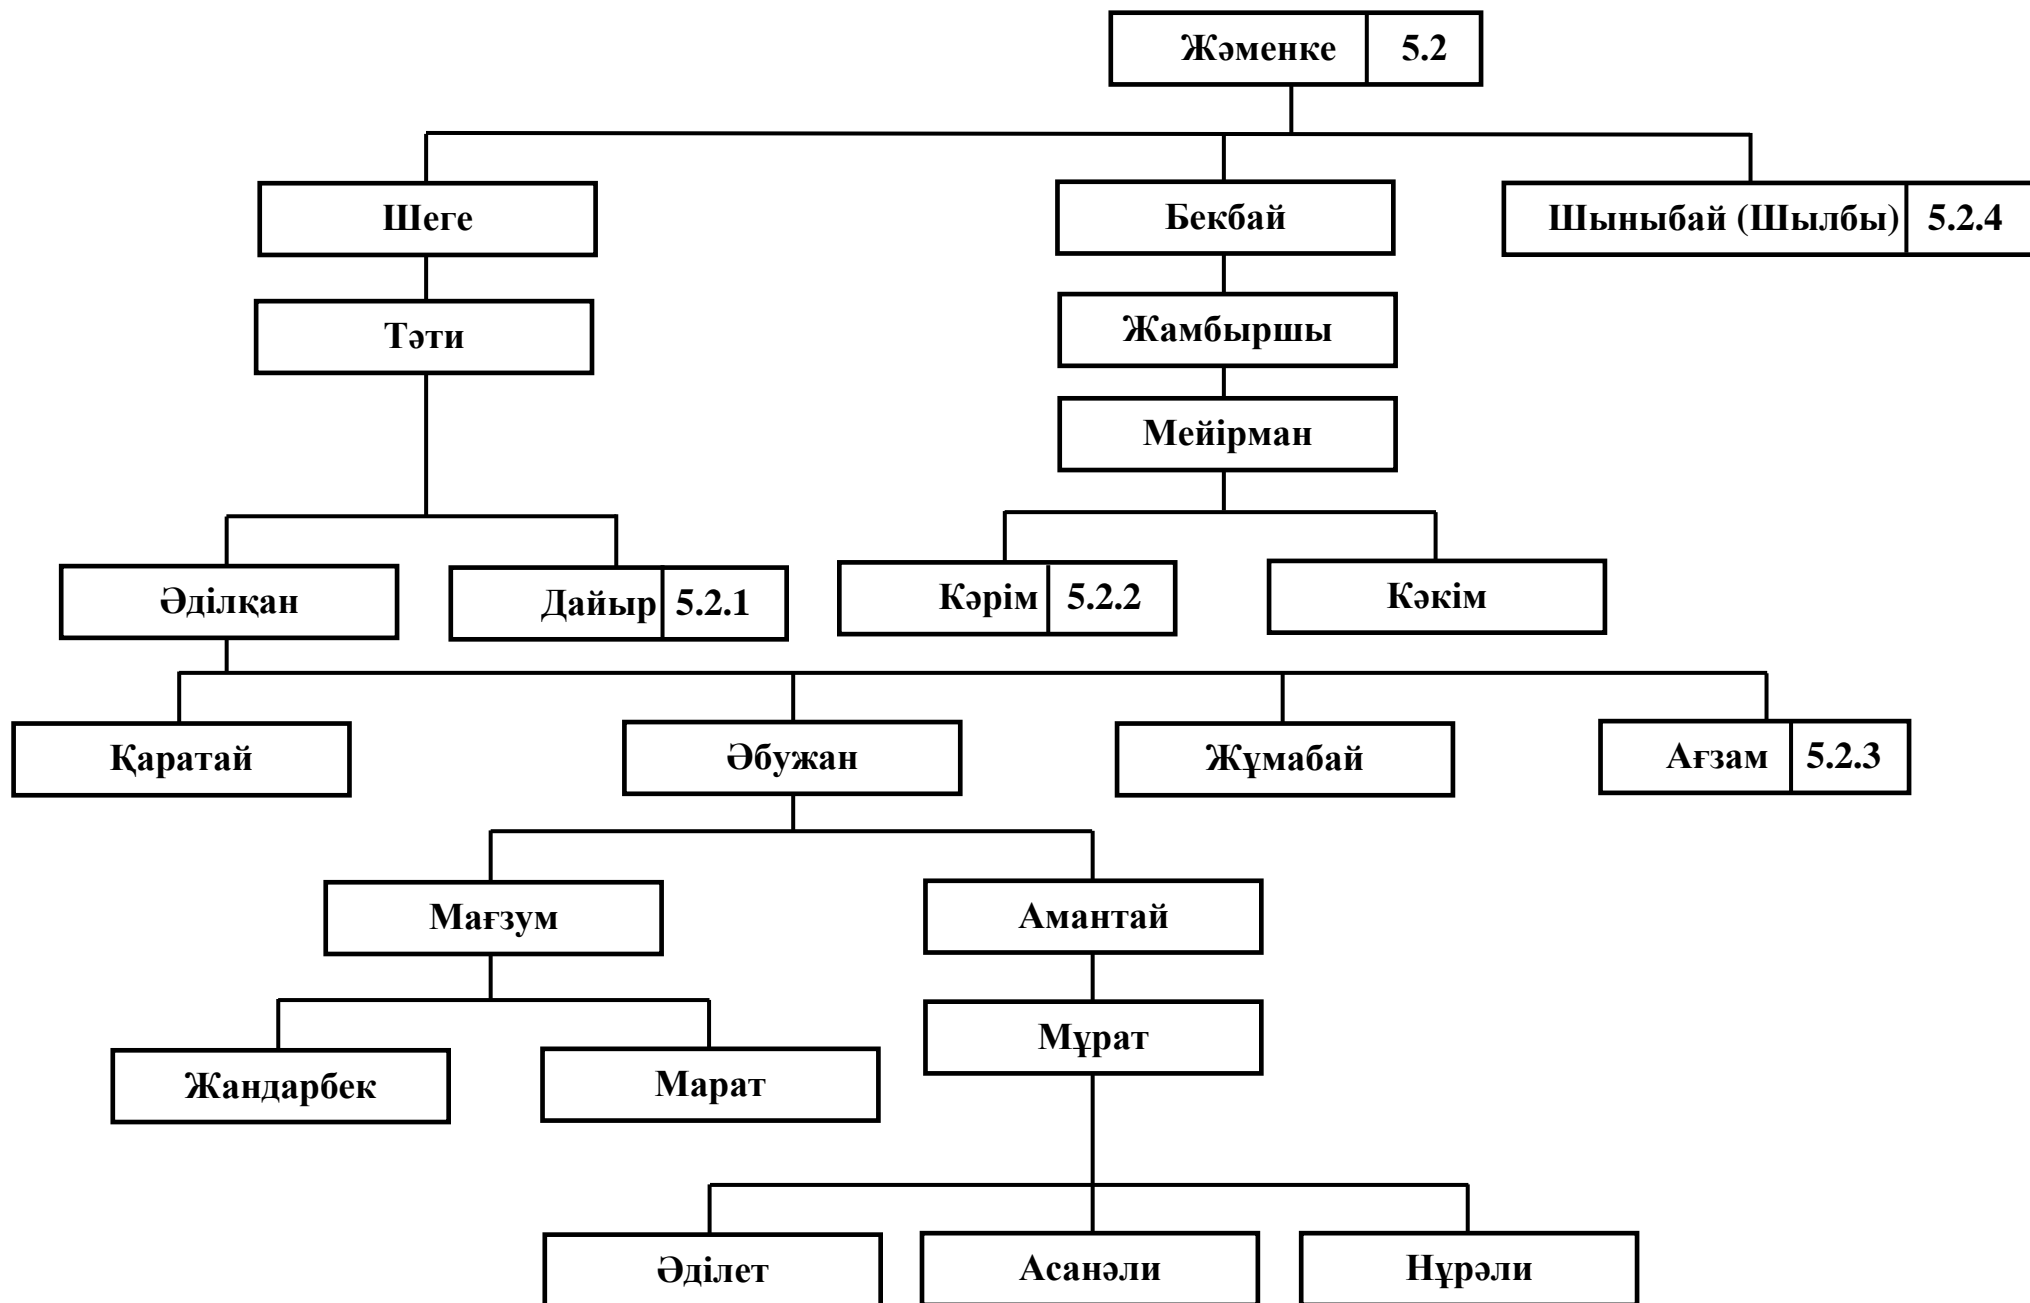 Жәменке 5.2
Шеге
Бекбай
Шыныбай (Шылбы) 5.2.4
Тәти
Жамбыршы
Мейірман
Әділқан
Дайыр 5.2.1
Кәрім 5.2.2
Кәкім
Қаратай
Әбужан
Жұмабай
Ағзам 5.2.3
Мағзум
Амантай
Мұрат
Жандарбек
Марат
Әділет
Асанәли
Нұрәли